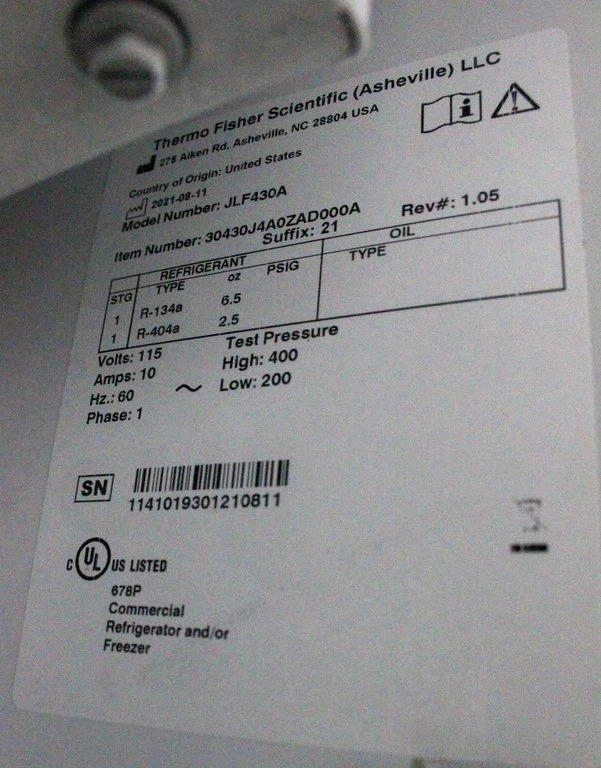 Thermo Fisher Scientific (Asheville) LLC
275 Aiken Rd, Asheville, NC 28804 USA
Country of Origin: United States
2021-08-11
Model Number: JLF430A
Item Number: 30430J4A0ZAD000A Rev#: 1.05
Suffix: 21
REFRIGERANT OIL
STG TYPE oz PSIG TYPE
1 R-134a 6.5
1 R-404a 2.5
Volts: 115 Test Pressure
Amps: 10 High: 400
Hz.: 60 ~ Low: 200
Phase: 1
SN
1141019301210811
C UL US LISTED
678P
Commercial
Refrigerator and/or
Freezer